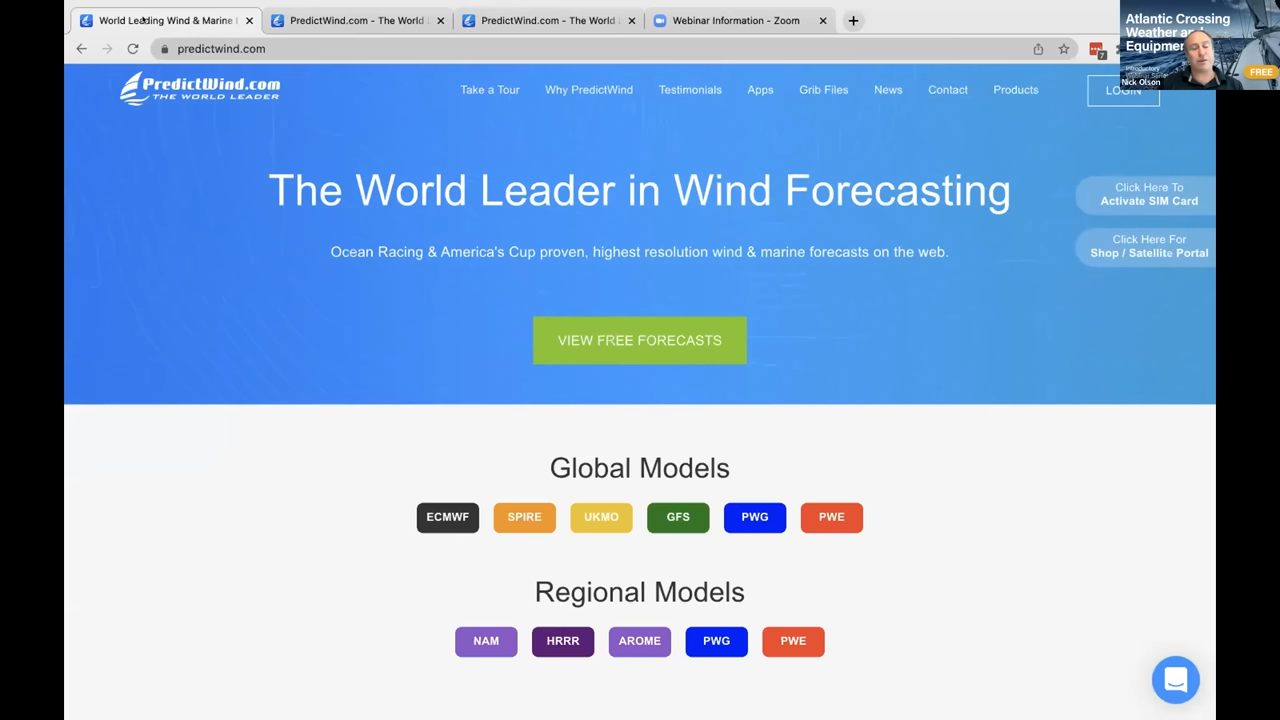 World Leading Wind & Marine
PredictWind.com - The World
PredictWind.com - The World
Webinar Information - Zoom
predictwind.com
7
Atlantic Crossing
Weather and
Equipment
Introductory
FREE
Nick Olson
PredictWind.com
THE WORLD LEADER
Take a Tour
Why PredictWind
Testimonials
Apps
Grib Files
News
Contact
Products
LOGIN
The World Leader in Wind Forecasting
Ocean Racing & America's Cup proven, highest resolution wind & marine forecasts on the web.
Click Here To
Activate SIM Card
Click Here For
Shop / Satellite Portal
VIEW FREE FORECASTS
Global Models
ECMWF
SPIRE
UKMO
GFS
PWG
PWE
Regional Models
NAM
HRRR
AROME
PWG
PWE